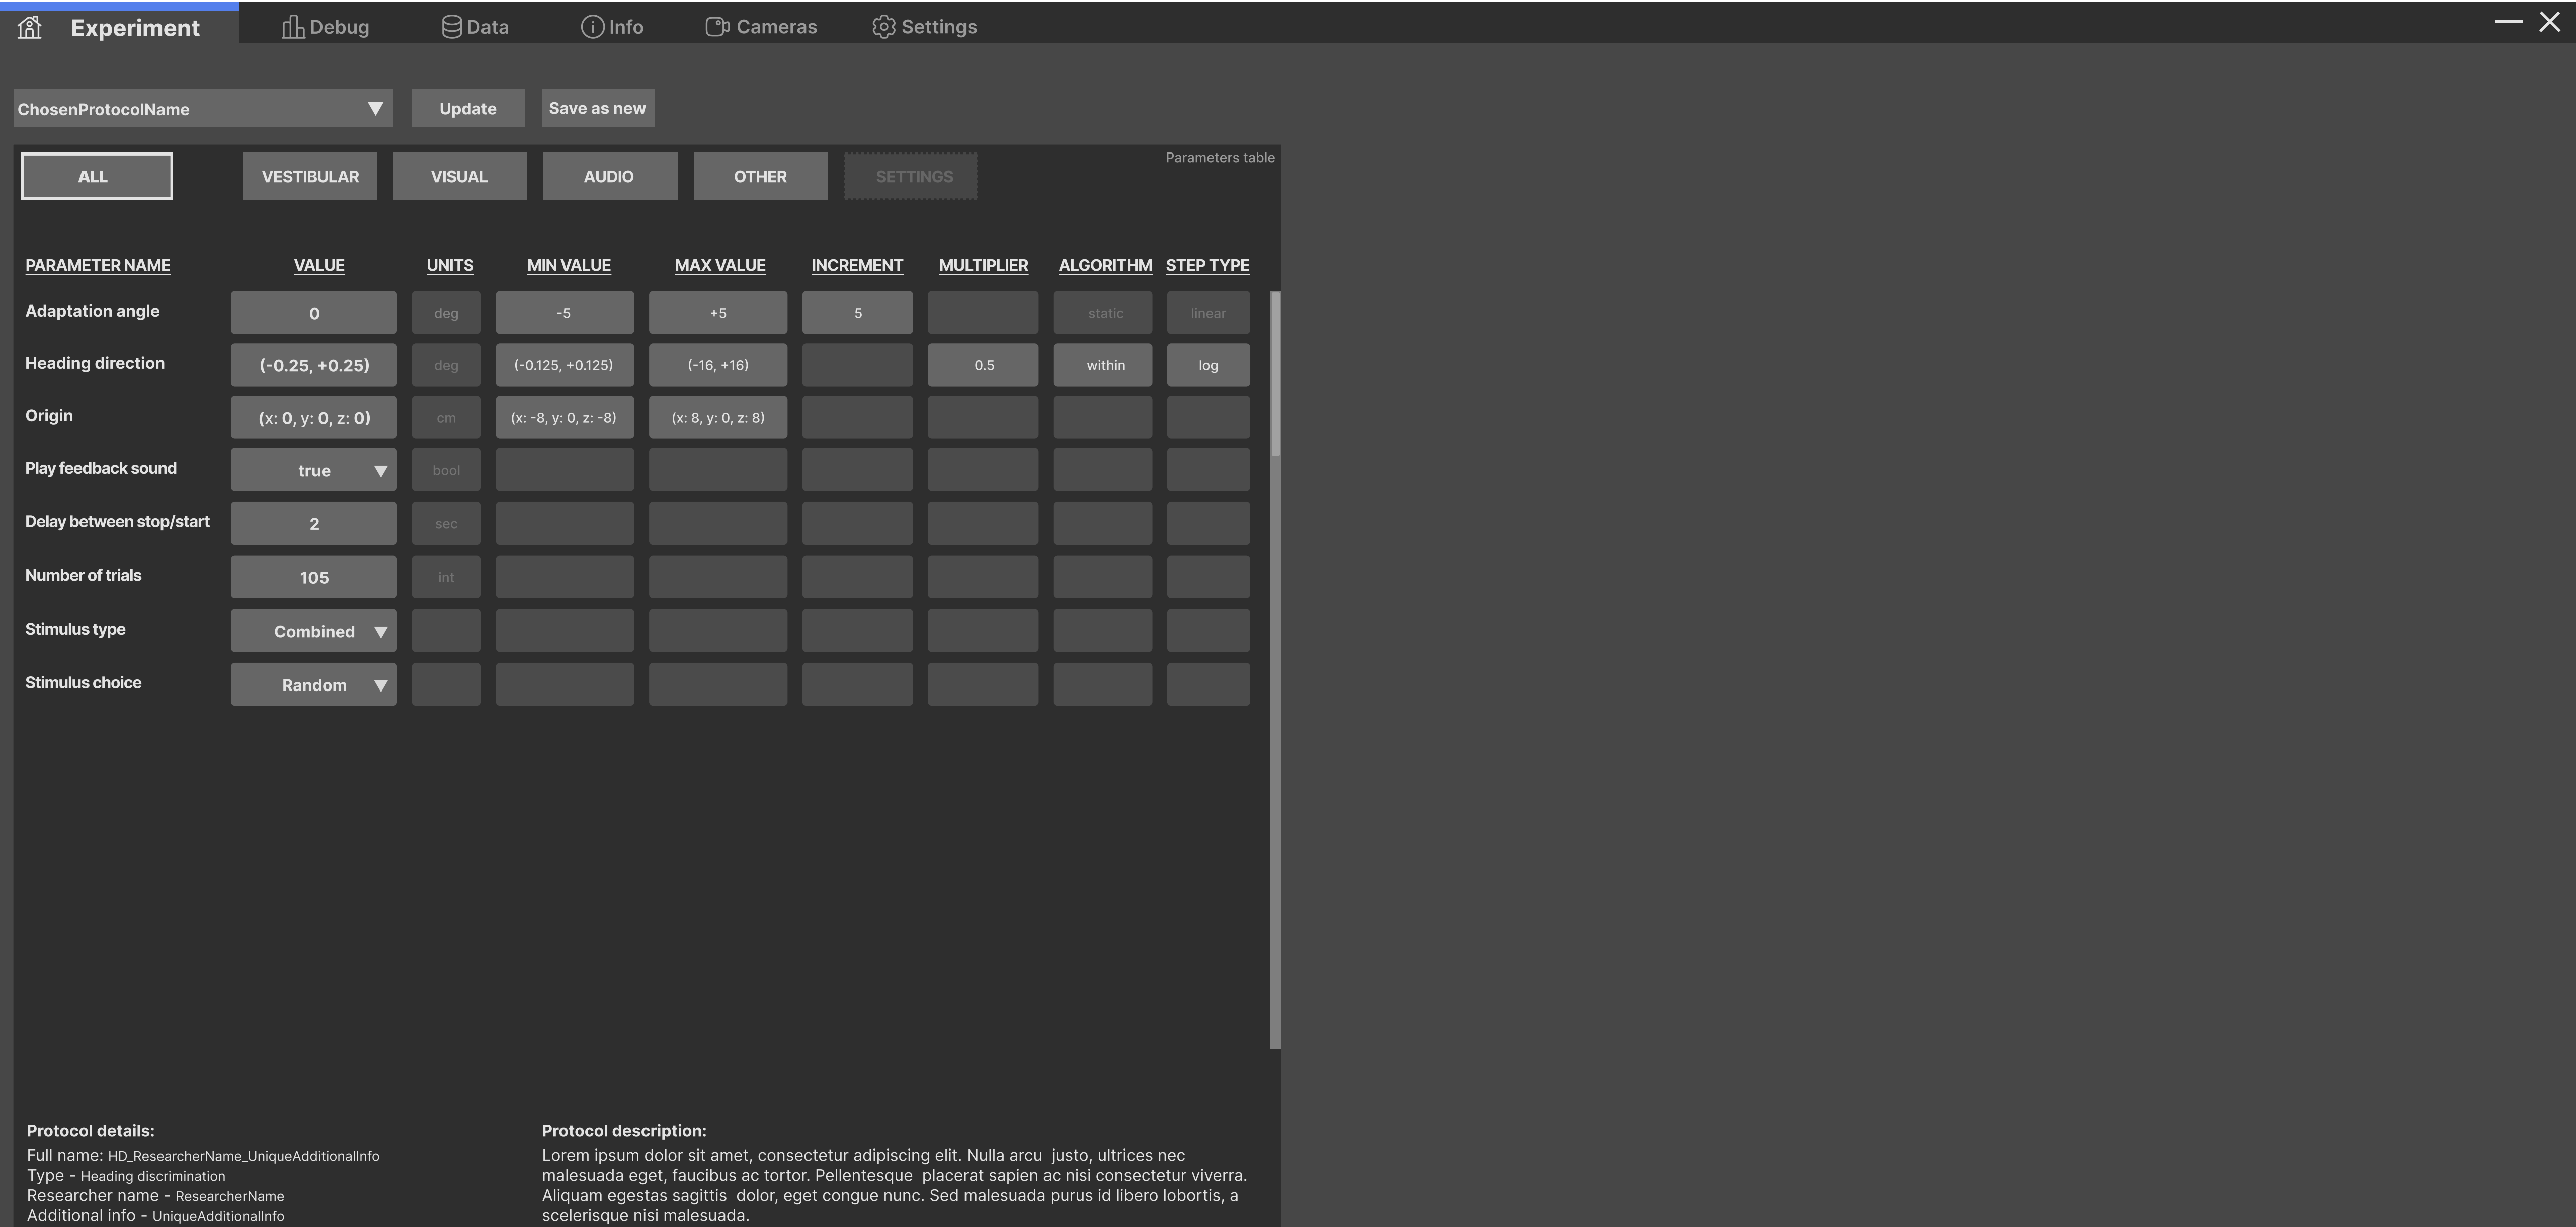 Experiment Debug Data Info Cameras Settings
ChosenProtocolName Update Save as new
Parameters table
ALL VESTIBULAR VISUAL AUDIO OTHER SETTINGS
PARAMETER NAME VALUE UNITS MIN VALUE MAX VALUE INCREMENT MULTIPLIER ALGORITHM STEP TYPE
Adaptation angle 0 deg -5 +5 5 static linear
Heading direction (-0.25, +0.25) deg (-0.125, +0.125) (-16, +16) 0.5 within log
Origin (x: 0, y: 0, z: 0) cm (x: -8, y: 0, z: -8) (x: 8, y: 0, z: 8)
Play feedback sound true bool
Delay between stop/start 2 sec
Number of trials 105 int
Stimulus type Combined
Stimulus choice Random
Protocol details:
Full name: HD_ResearcherName_UniqueAdditionalInfo
Type - Heading discrimination
Researcher name - ResearcherName
Additional info - UniqueAdditionalInfo
Protocol description:
Lorem ipsum dolor sit amet, consectetur adipiscing elit. Nulla arcu justo, ultrices nec
malesuada eget, faucibus ac tortor. Pellentesque placerat sapien ac nisi consectetur viverra.
Aliquam egestas sagittis dolor, eget congue nunc. Sed malesuada purus id libero lobortis, a
scelerisque nisi malesuada.